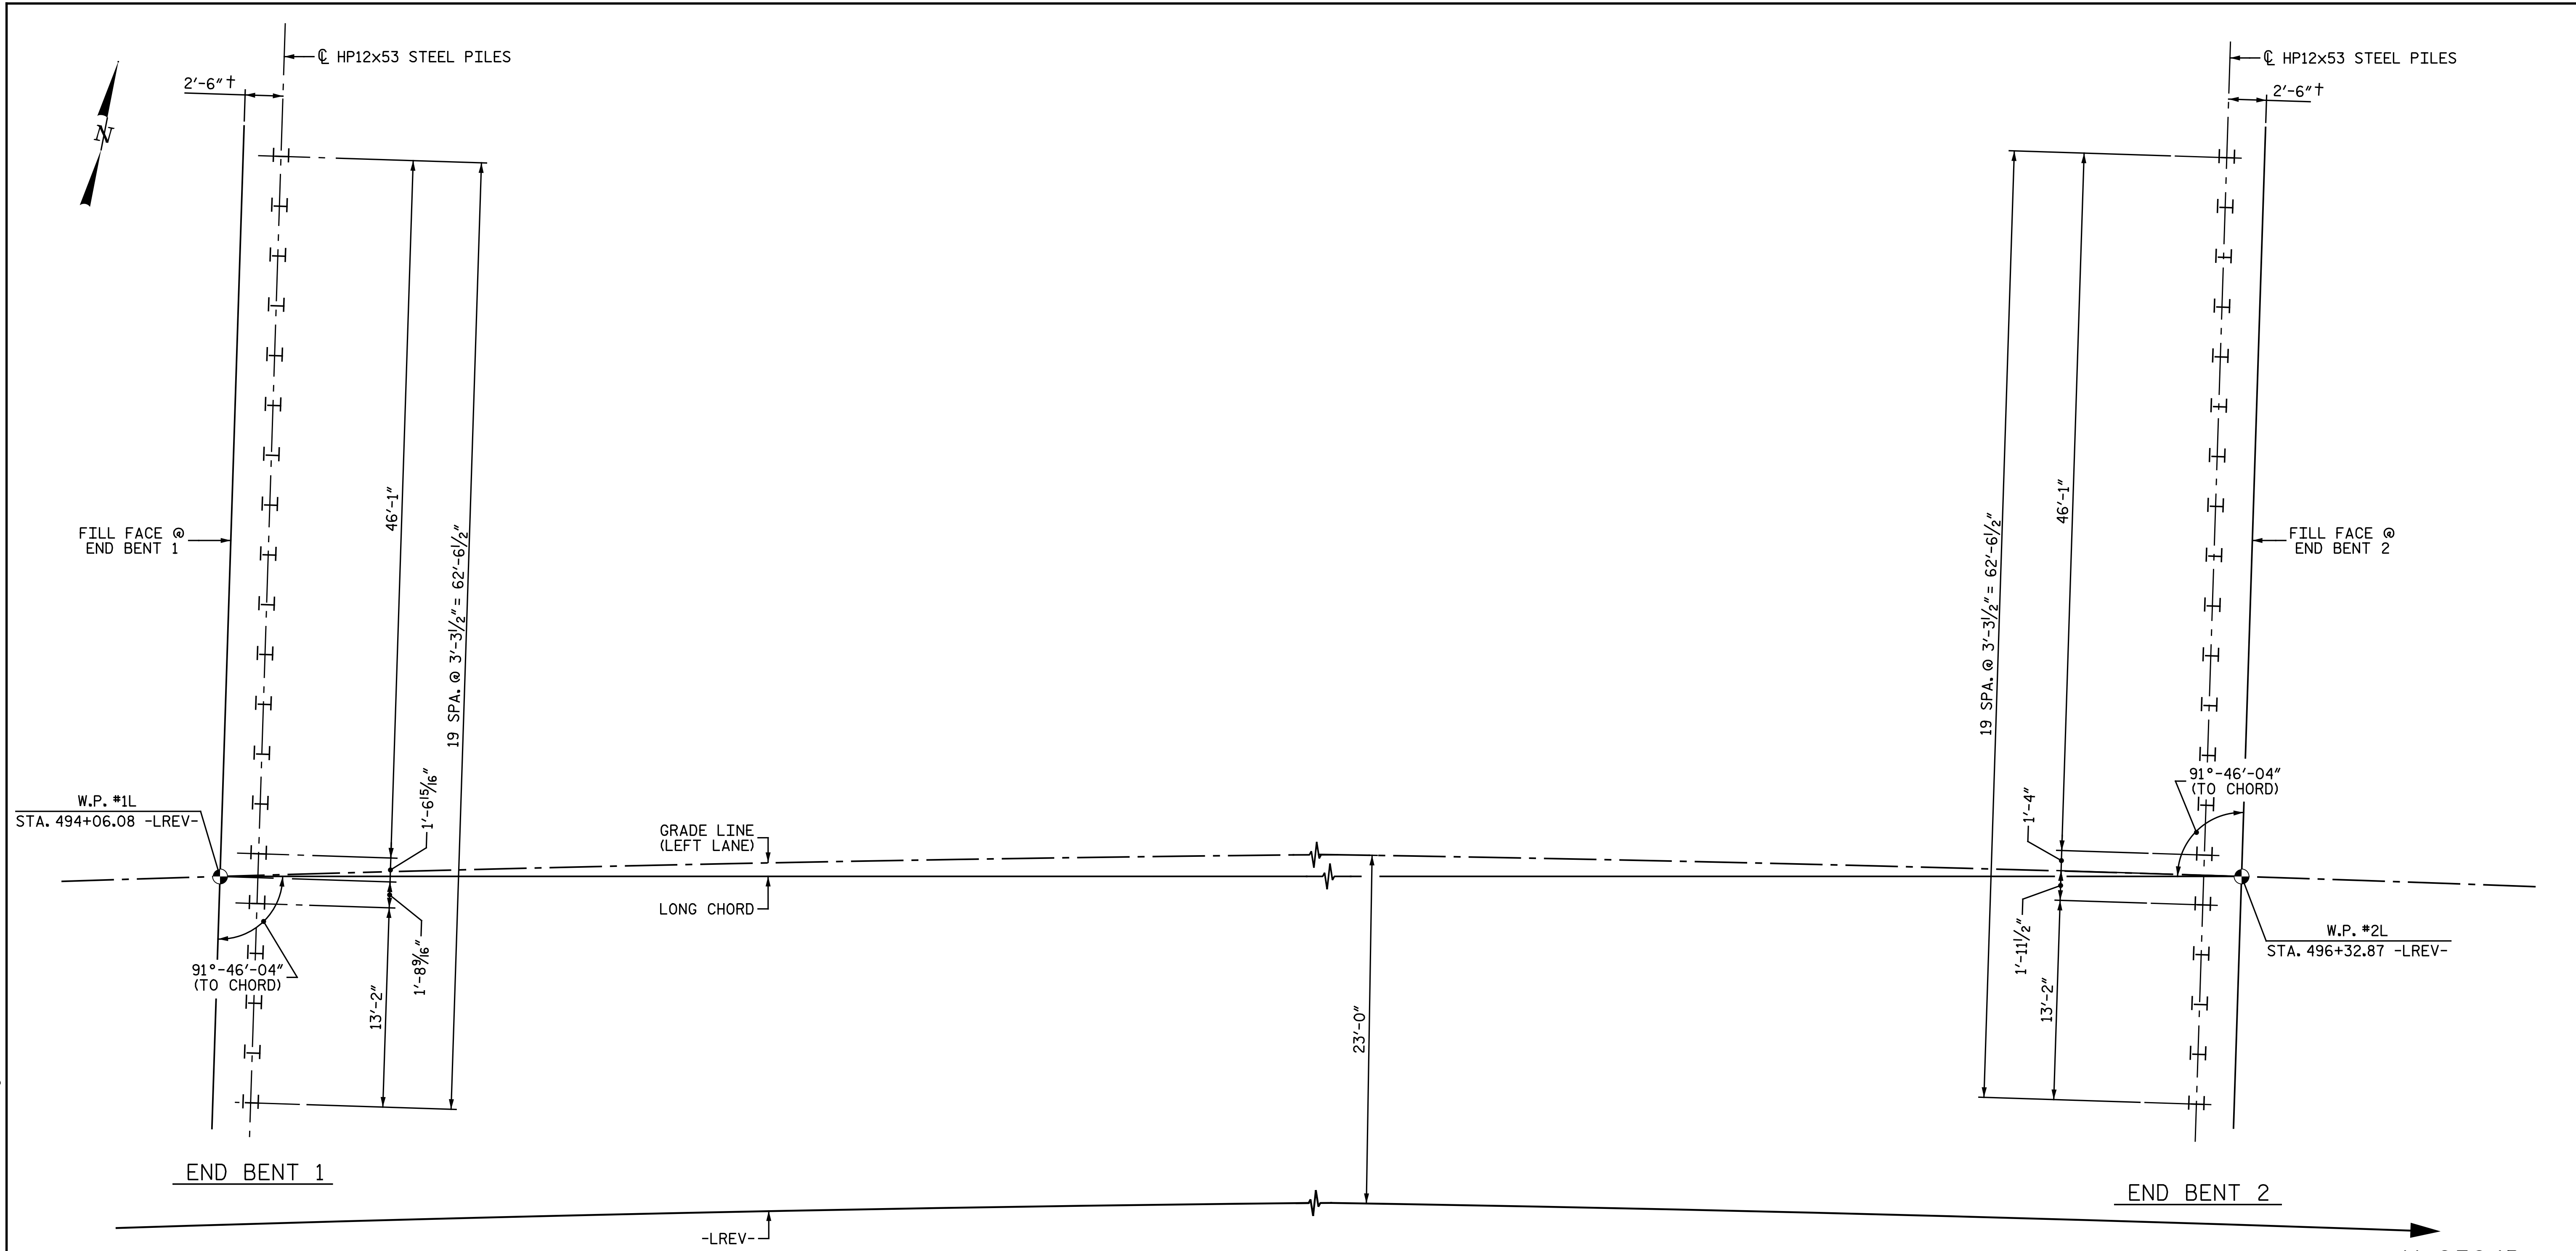 ℄ HP12x53 STEEL PILES
℄ HP12x53 STEEL PILES
2'-6"†
2'-6"†
N
46'-1"
19 SPA. @ 3'-3½" = 62'-6½"
46'-1"
19 SPA. @ 3'-3½" = 62'-6½"
FILL FACE @
END BENT 1
FILL FACE @
END BENT 2
W.P. #1L
STA. 494+06.08 -LREV-
1'-6 15/16"
GRADE LINE
(LEFT LANE)
LONG CHORD
1'-4"
91°-46'-04"
(TO CHORD)
91°-46'-04"
(TO CHORD)
1'-8 9/16"
13'-2"
1'-11½"
13'-2"
W.P. #2L
STA. 496+32.87 -LREV-
23'-0"
END BENT 1
END BENT 2
-LREV-